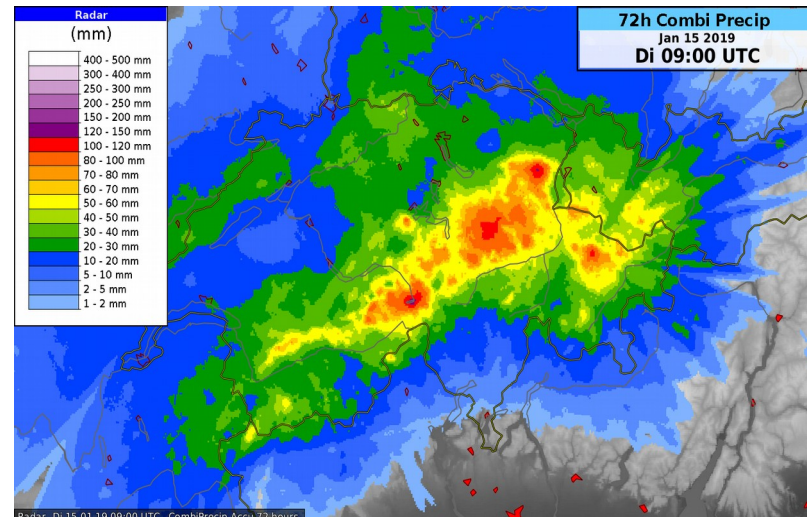 Radar
(mm)
400 - 500 mm
300 - 400 mm
250 - 300 mm
200 - 250 mm
150 - 200 mm
120 - 150 mm
100 - 120 mm
80 - 100 mm
70 - 80 mm
60 - 70 mm
50 - 60 mm
40 - 50 mm
30 - 40 mm
20 - 30 mm
10 - 20 mm
5 - 10 mm
2 - 5 mm
1 - 2 mm
72h Combi Precip
Jan 15 2019
Di 09:00 UTC
Radar Di 15.01.19 09:00 UTC CombiPrecip Accu 72 hours